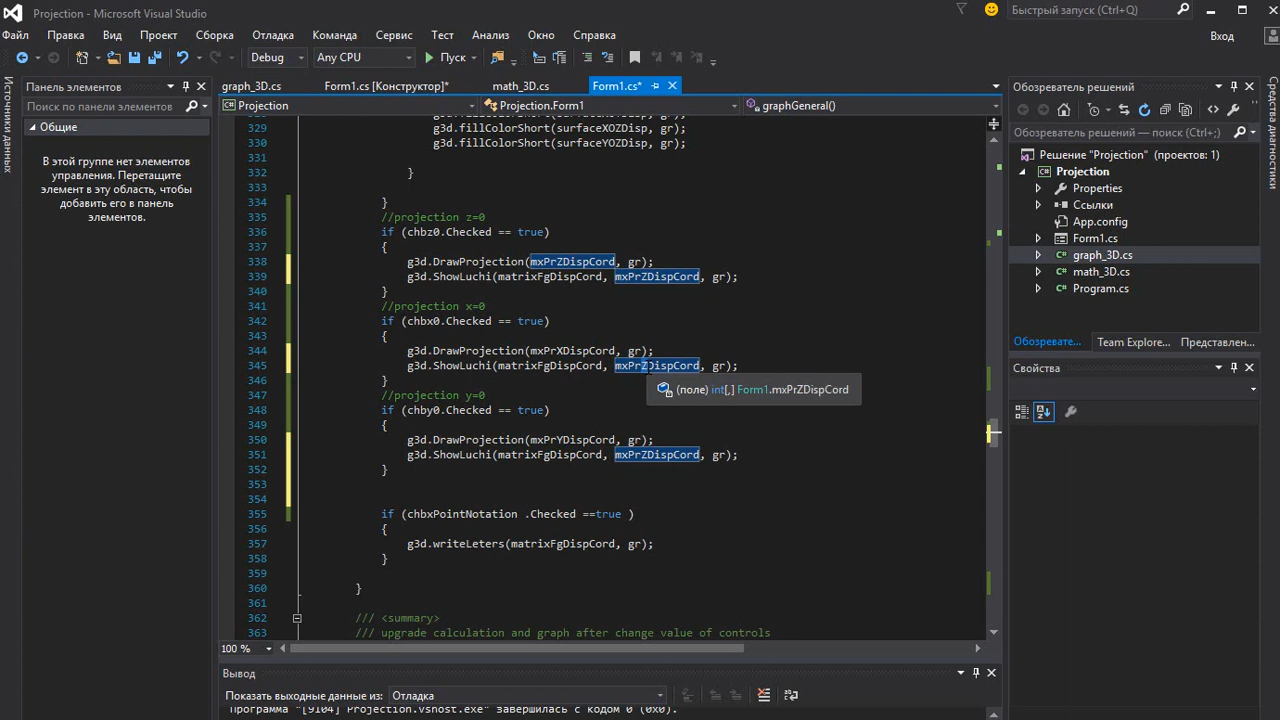 Projection - Microsoft Visual Studio
Быстрый запуск (Ctrl+Q)
Файл Правка Вид Проект Сборка Отладка Команда Сервис Тест Анализ Окно Справка
Вход
Debug Any CPU Пуск
Источники данных
Панель элементов
Поиск по панели элементов
Общие
В этой группе нет элементов
управления. Перетащите
элемент в эту область, чтобы
добавить его в панель
элементов.
graph_3D.cs Form1.cs [Конструктор]* math_3D.cs Form1.cs*
Projection Projection.Form1 graphGeneral()
329 g3d.fillColorShort(surfaceXOZDisp, gr);
330 g3d.fillColorShort(surfaceYOZDisp, gr);
331
332 }
333
334 }
335 //projection z=0
336 if (chbz0.Checked == true)
337 {
338 g3d.DrawProjection(mxPrZDispCord, gr);
339 g3d.ShowLuchi(matrixFgDispCord, mxPrZDispCord, gr);
340 }
341 //projection x=0
342 if (chbx0.Checked == true)
343 {
344 g3d.DrawProjection(mxPrXDispCord, gr);
345 g3d.ShowLuchi(matrixFgDispCord, mxPrZDispCord, gr);
346 }
(поле) int[,] Form1.mxPrZDispCord
347 //projection y=0
348 if (chby0.Checked == true)
349 {
350 g3d.DrawProjection(mxPrYDispCord, gr);
351 g3d.ShowLuchi(matrixFgDispCord, mxPrZDispCord, gr);
352 }
353
354
355 if (chbxPointNotation .Checked ==true )
356 {
357 g3d.writeLeters(matrixFgDispCord, gr);
358 }
359
360 }
361
362 /// <summary>
363 /// upgrade calculation and graph after change value of controls
100 %
Вывод
Показать выходные данные из: Отладка
Программа "[9104] Projection.vshost.exe" завершилась с кодом 0 (0x0).
Обозреватель решений
Обозреватель решений — поиск (Ctrl+;)
Решение "Projection" (проектов: 1)
Projection
Properties
Ссылки
App.config
Form1.cs
graph_3D.cs
math_3D.cs
Program.cs
Обозревате... Team Explore... Представлен...
Свойства
Диагностические средства